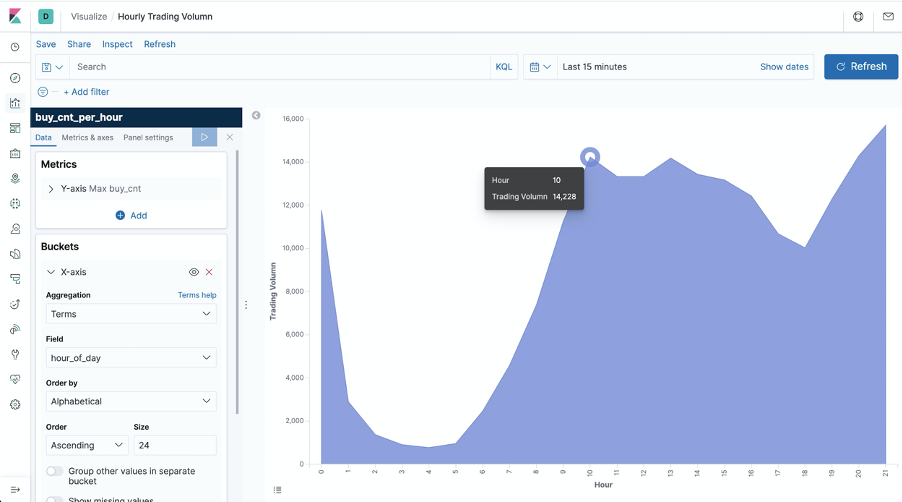 D Visualize / Hourly Trading Volumn
Save Share Inspect Refresh
Search KQL Last 15 minutes Show dates Refresh
+ Add filter
buy_cnt_per_hour
Data Metrics & axes Panel settings
Metrics
Y-axis Max buy_cnt
Add
Buckets
X-axis
Aggregation Terms help
Terms
Field
hour_of_day
Order by
Alphabetical
Order Size
Ascending 24
Group other values in separate
bucket
Show missing values
Trading Volumn
16,000
14,000
12,000
10,000
8,000
6,000
4,000
2,000
0
Hour 10
Trading Volumn 14,228
0 1 2 3 4 5 6 7 8 9 10 11 12 13 14 15 16 17 18 19 20 21
Hour